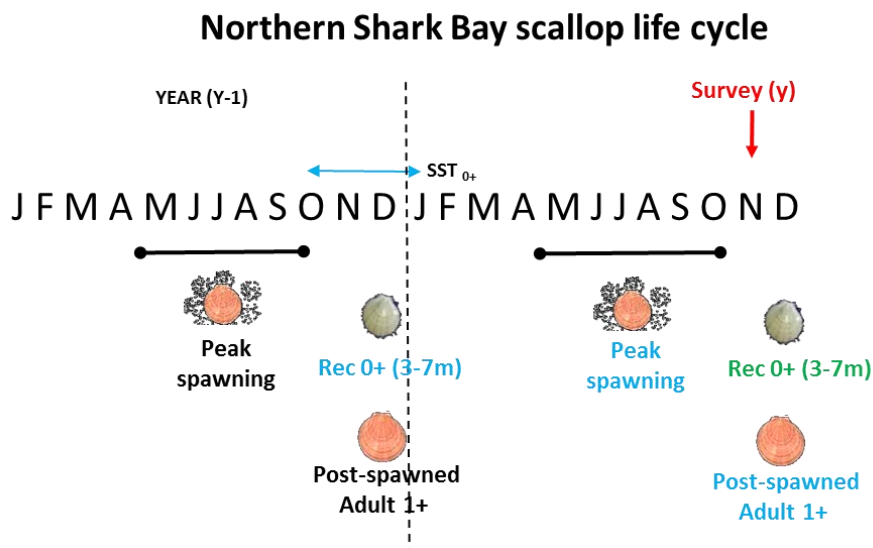 Northern Shark Bay scallop life cycle
YEAR (Y-1)
Survey (y)
SST 0+
J F M A M J J A S O N D J F M A M J J A S O N D
Peak
spawning
Rec 0+ (3-7m)
Peak
spawning
Rec 0+ (3-7m)
Post-spawned
Adult 1+
Post-spawned
Adult 1+